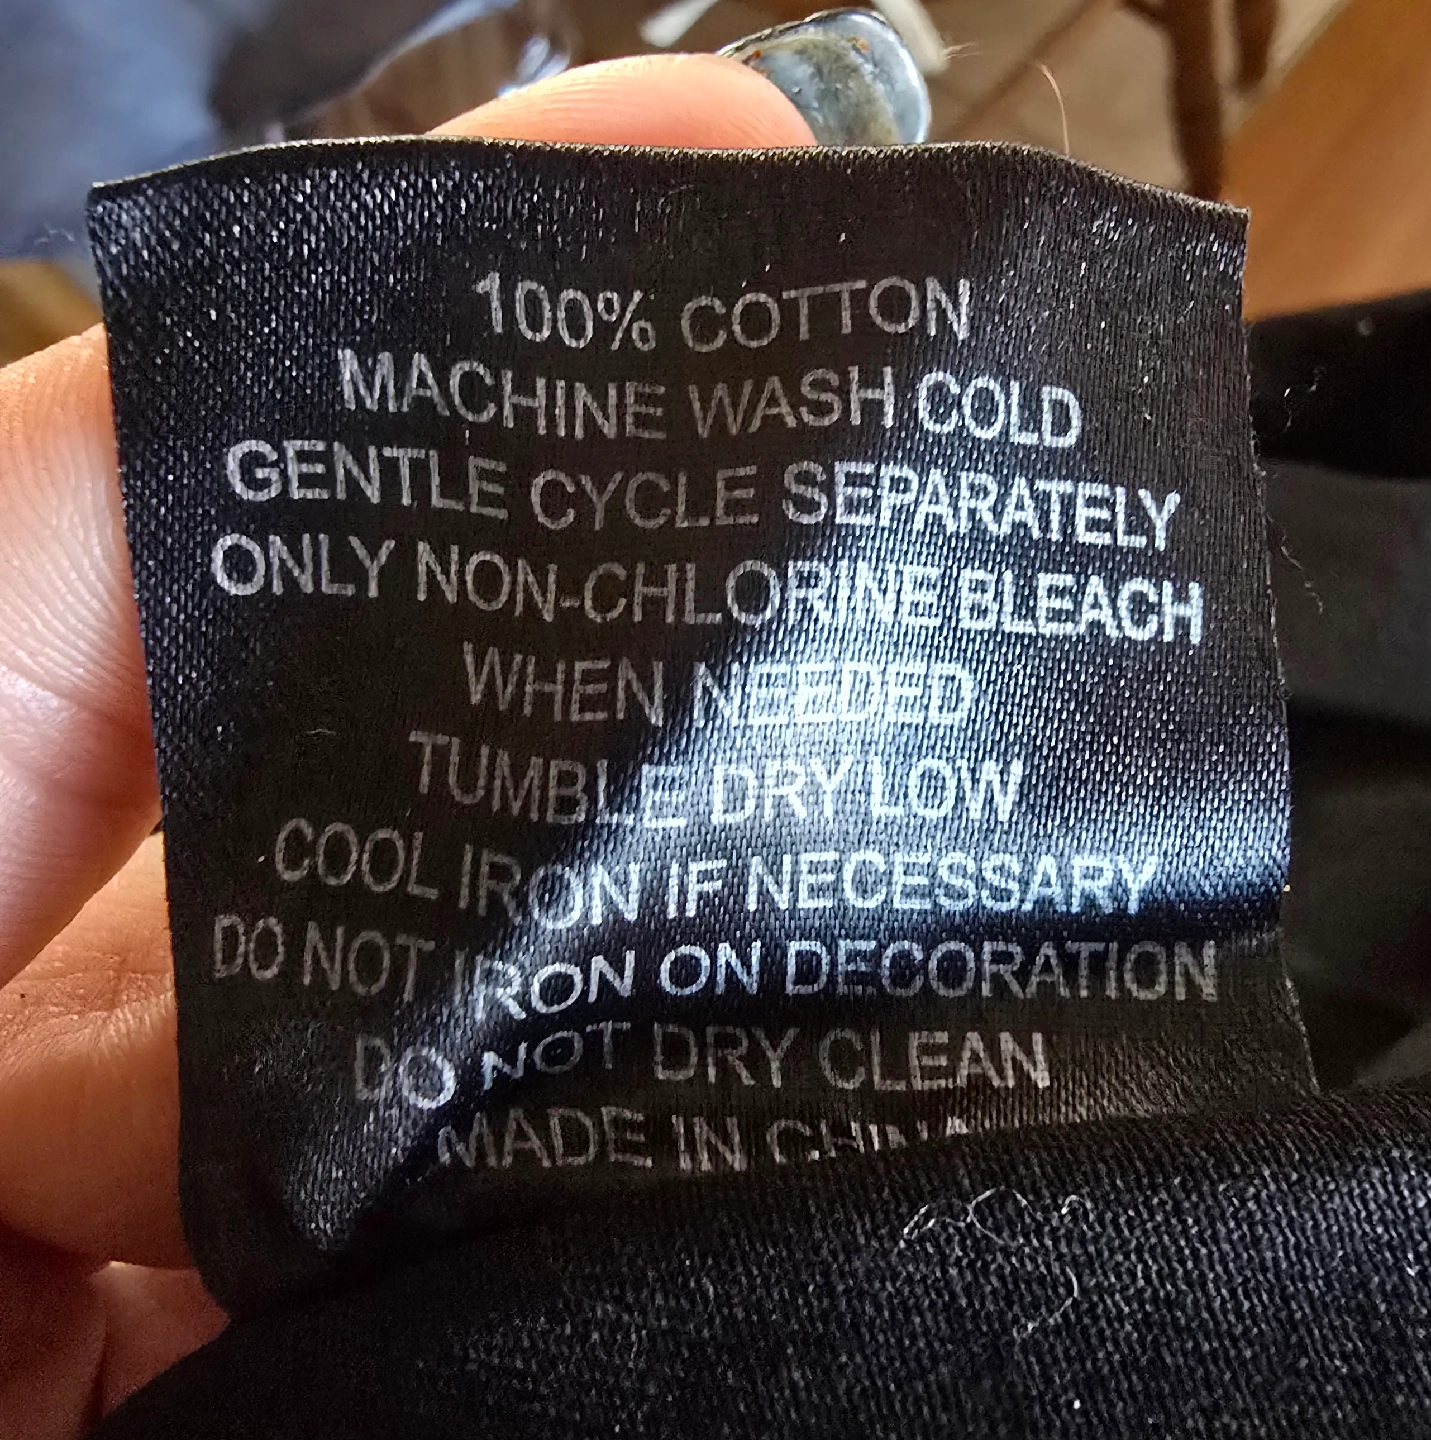 100% COTTON
MACHINE WASH COLD
GENTLE CYCLE SEPARATELY
ONLY NON-CHLORINE BLEACH
WHEN NEEDED
TUMBLE DRY LOW
COOL IRON IF NECESSARY
DO NOT IRON ON DECORATION
DO NOT DRY CLEAN
MADE IN CHINA